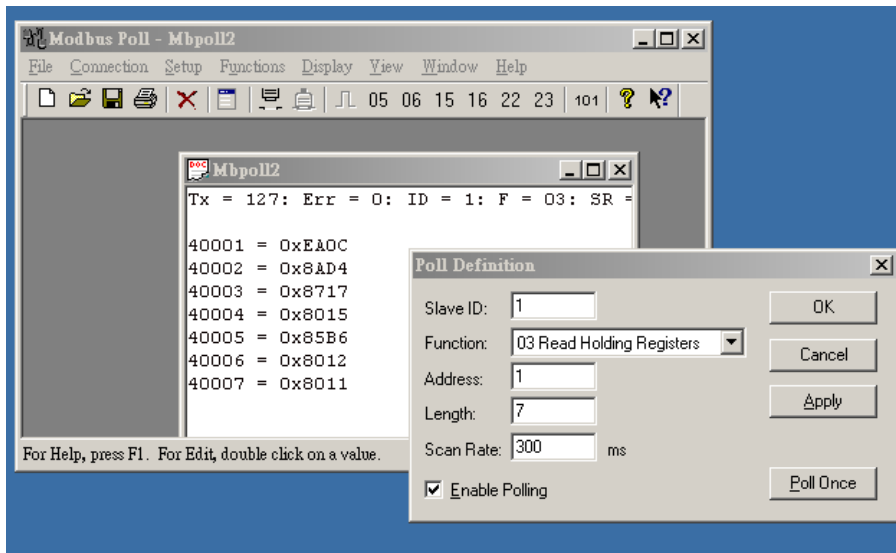 Modbus Poll - Mbpoll2
File Connection Setup Functions Display View Window Help
05 06 15 16 22 23 101
DOC Mbpoll2
Tx = 127: Err = 0: ID = 1: F = 03: SR =
40001 = 0xEA0C
40002 = 0x8AD4
40003 = 0x8717
40004 = 0x8015
40005 = 0x85B6
40006 = 0x8012
40007 = 0x8011
For Help, press F1. For Edit, double click on a value.
Poll Definition
Slave ID: 1
OK
Function: 03 Read Holding Registers
Cancel
Address: 1
Apply
Length: 7
Scan Rate: 300 ms
Enable Polling
Poll Once